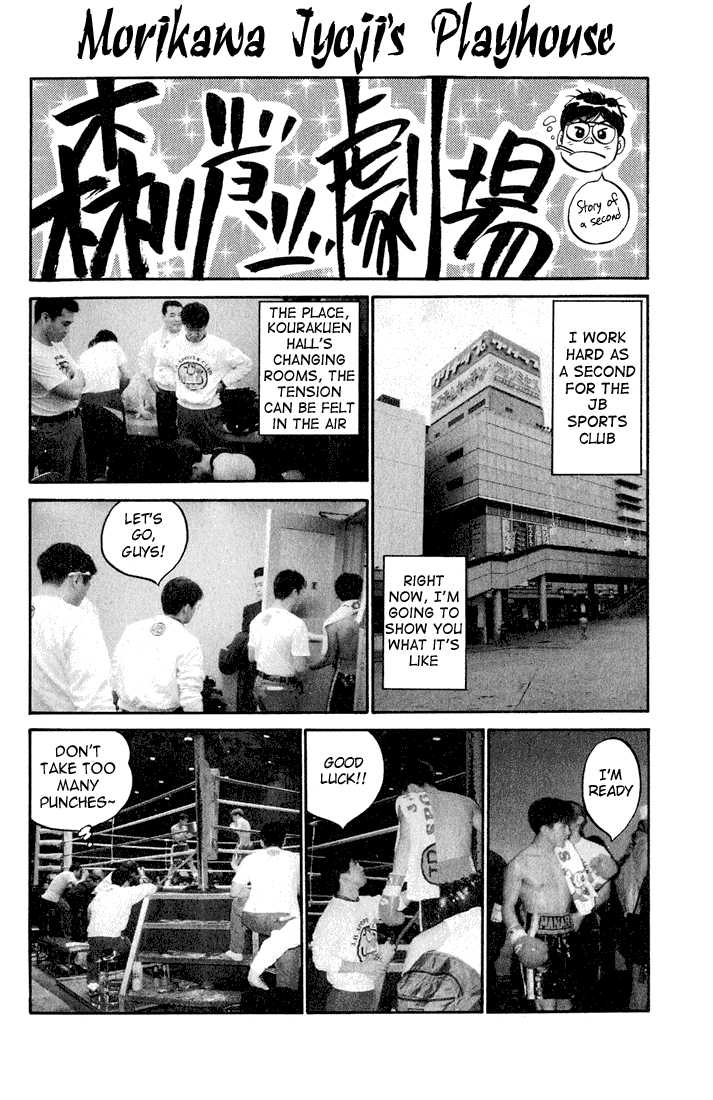 Morikawa Jyoji's Playhouse
森川 劇場
Story of
a second
I WORK
HARD AS
A SECOND
FOR THE
JB
SPORTS
CLUB
RIGHT
NOW, I'M
GOING TO
SHOW YOU
WHAT IT'S
LIKE
THE PLACE,
KOURAKUEN
HALL'S
CHANGING
ROOMS, THE
TENSION
CAN BE FELT
IN THE AIR
LET'S
GO,
GUYS!
I'M
READY
GOOD
LUCK!!
DON'T
TAKE TOO
MANY
PUNCHES~